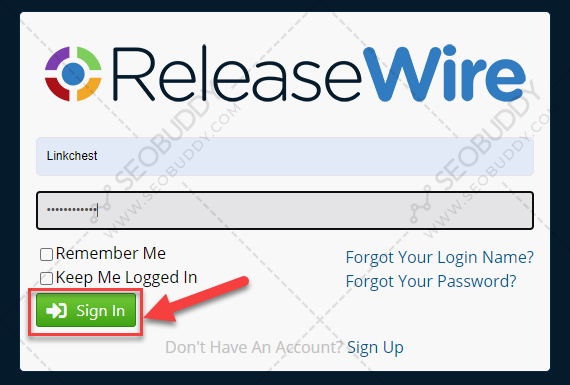 ReleaseWire
SEOBUDDY
WWW.SEOBUDDY.COM
Linkchest
••••••••••••
Remember Me
Forgot Your Login Name?
Keep Me Logged In
Forgot Your Password?
Sign In
Don't Have An Account? Sign Up
SEOBUDDY
WWW.SEOBUDDY.COM